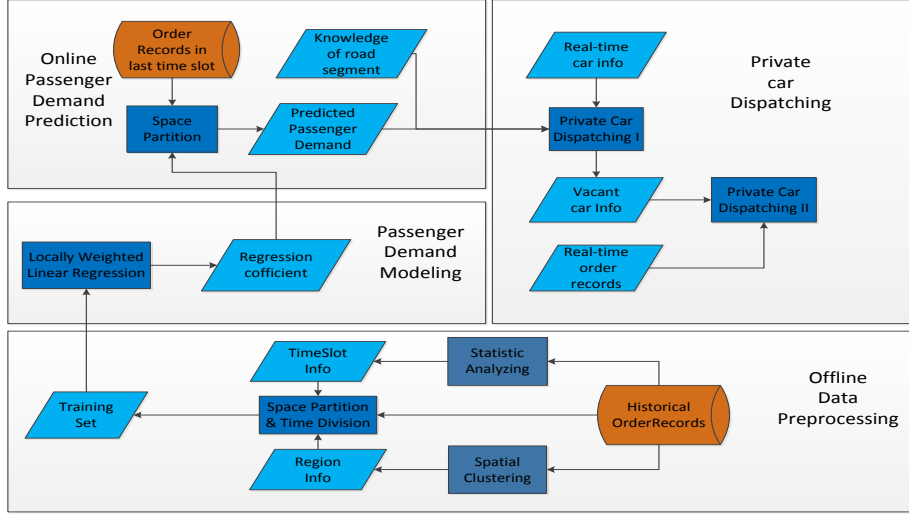 Online
Passenger
Demand
Prediction
Order
Records in
last time slot
Knowledge
of road
segment
Space
Partition
Predicted
Passenger
Demand
Real-time
car info
Private
car
Dispatching
Private Car
Dispatching I
Vacant
car Info
Private Car
Dispatching II
Real-time
order
records
Locally Weighted
Linear Regression
Regression
cofficient
Passenger
Demand
Modeling
TimeSlot
Info
Statistic
Analyzing
Training
Set
Space Partition
& Time Division
Historical
OrderRecords
Region
Info
Spatial
Clustering
Offline
Data
Preprocessing